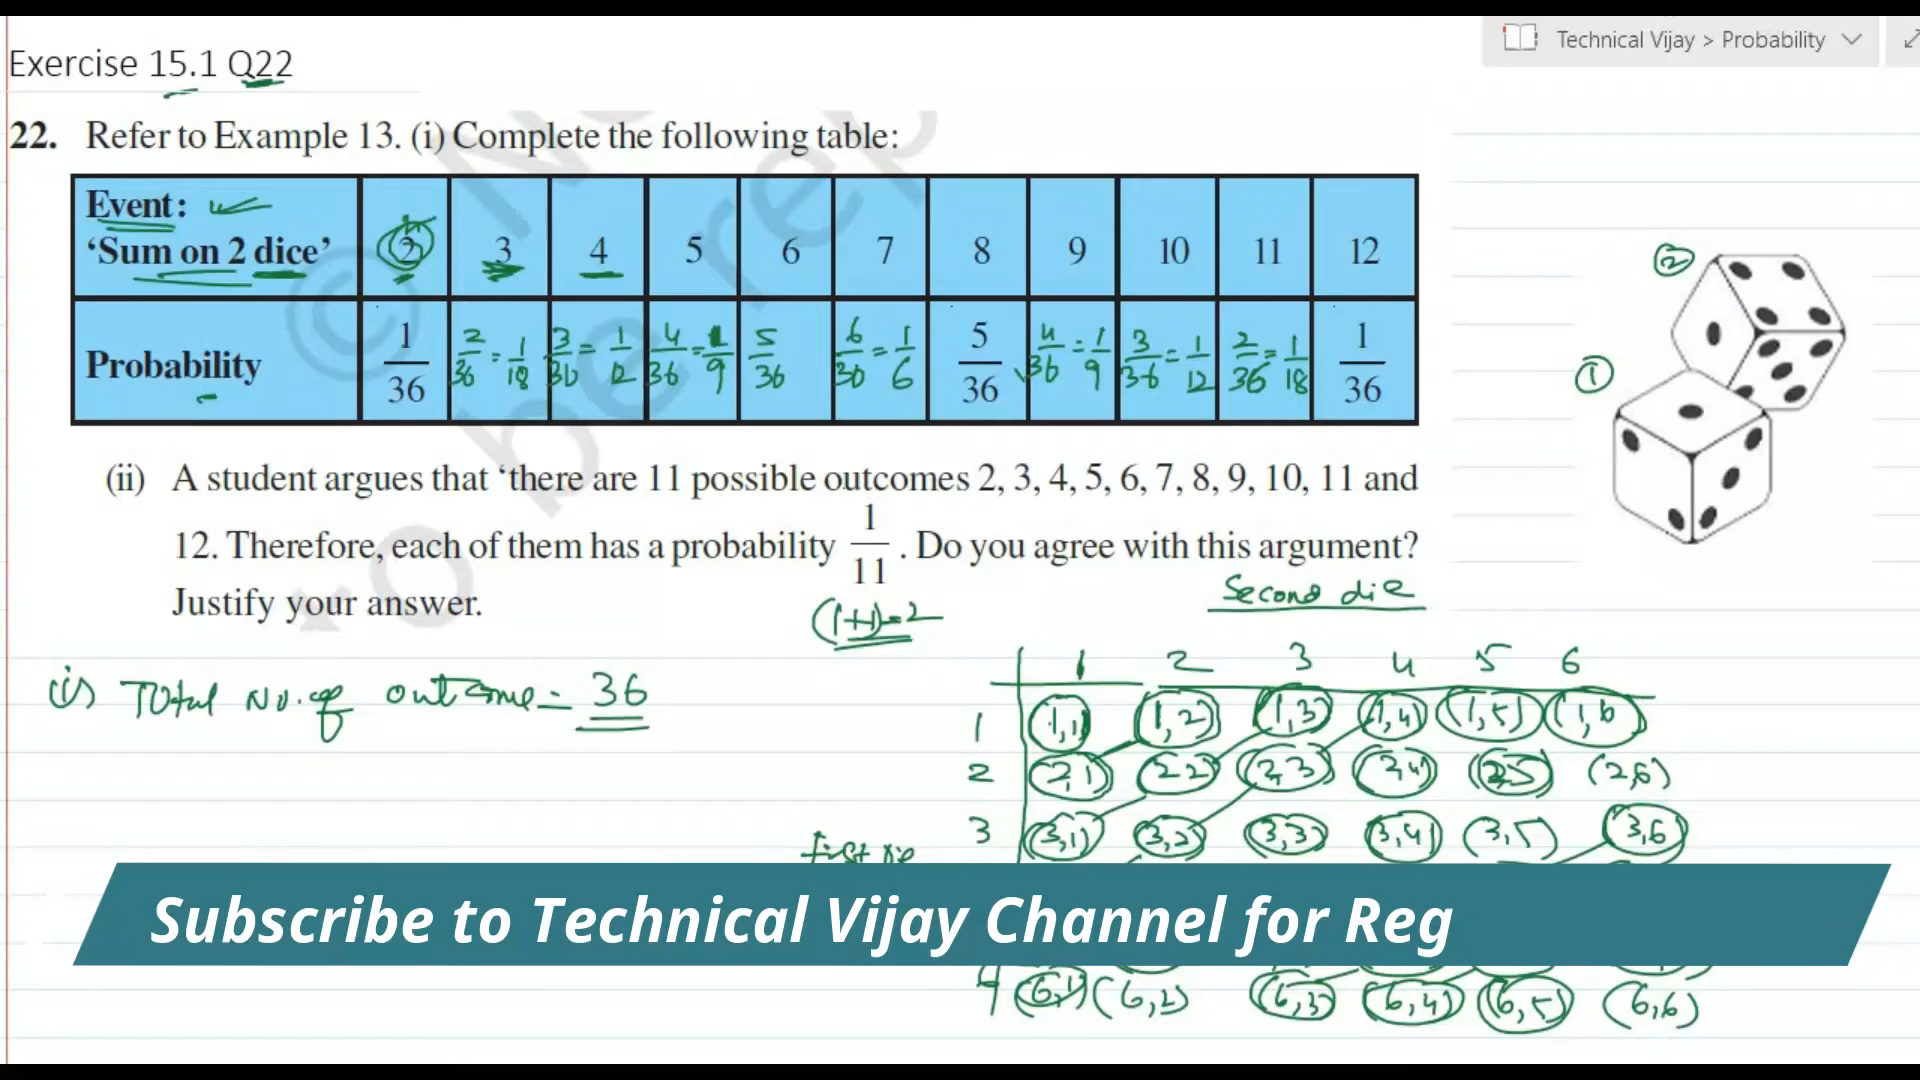 Technical Vijay > Probability
Exercise 15.1 Q22
22. Refer to Example 13. (i) Complete the following table:
Event:
‘Sum on 2 dice’ 2 3 4 5 6 7 8 9 10 11 12
Probability 1/36 2/36 = 1/18 3/36 = 1/12 4/36 = 1/9 5/36 6/36 = 1/6 5/36 4/36 = 1/9 3/36 = 1/12 2/36 = 1/18 1/36
② 
①
(ii) A student argues that ‘there are 11 possible outcomes 2, 3, 4, 5, 6, 7, 8, 9, 10, 11 and
12. Therefore, each of them has a probability 1/11 . Do you agree with this argument?
Justify your answer.
(1+1)=2
Second die
(i) Total No. of outcome = 36
1 2 3 4 5 6
1 (1,1) (1,2) (1,3) (1,4) (1,5) (1,6)
2 (2,1) (2,2) (2,3) (2,4) (2,5) (2,6)
3 (3,1) (3,2) (3,3) (3,4) (3,5) (3,6)
first die
Subscribe to Technical Vijay Channel for Reg
(6,1) (6,2) (6,3) (6,4) (6,5) (6,6)